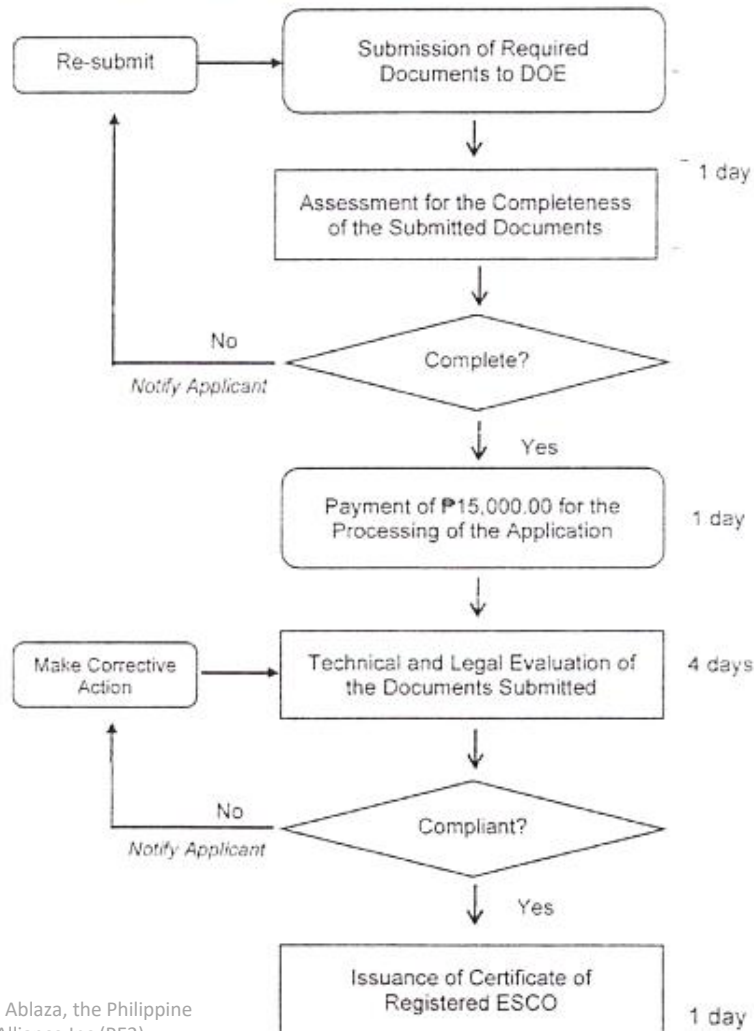 Re-submit
Submission of Required
Documents to DOE
1 day
Assessment for the Completeness
of the Submitted Documents
No
Notify Applicant
Complete?
Yes
Payment of ₱15,000.00 for the
Processing of the Application
1 day
Make Corrective
Action
Technical and Legal Evaluation of
the Documents Submitted
4 days
No
Notify Applicant
Compliant?
Yes
Issuance of Certificate of
Registered ESCO
1 day
Ablaza, the Philippine